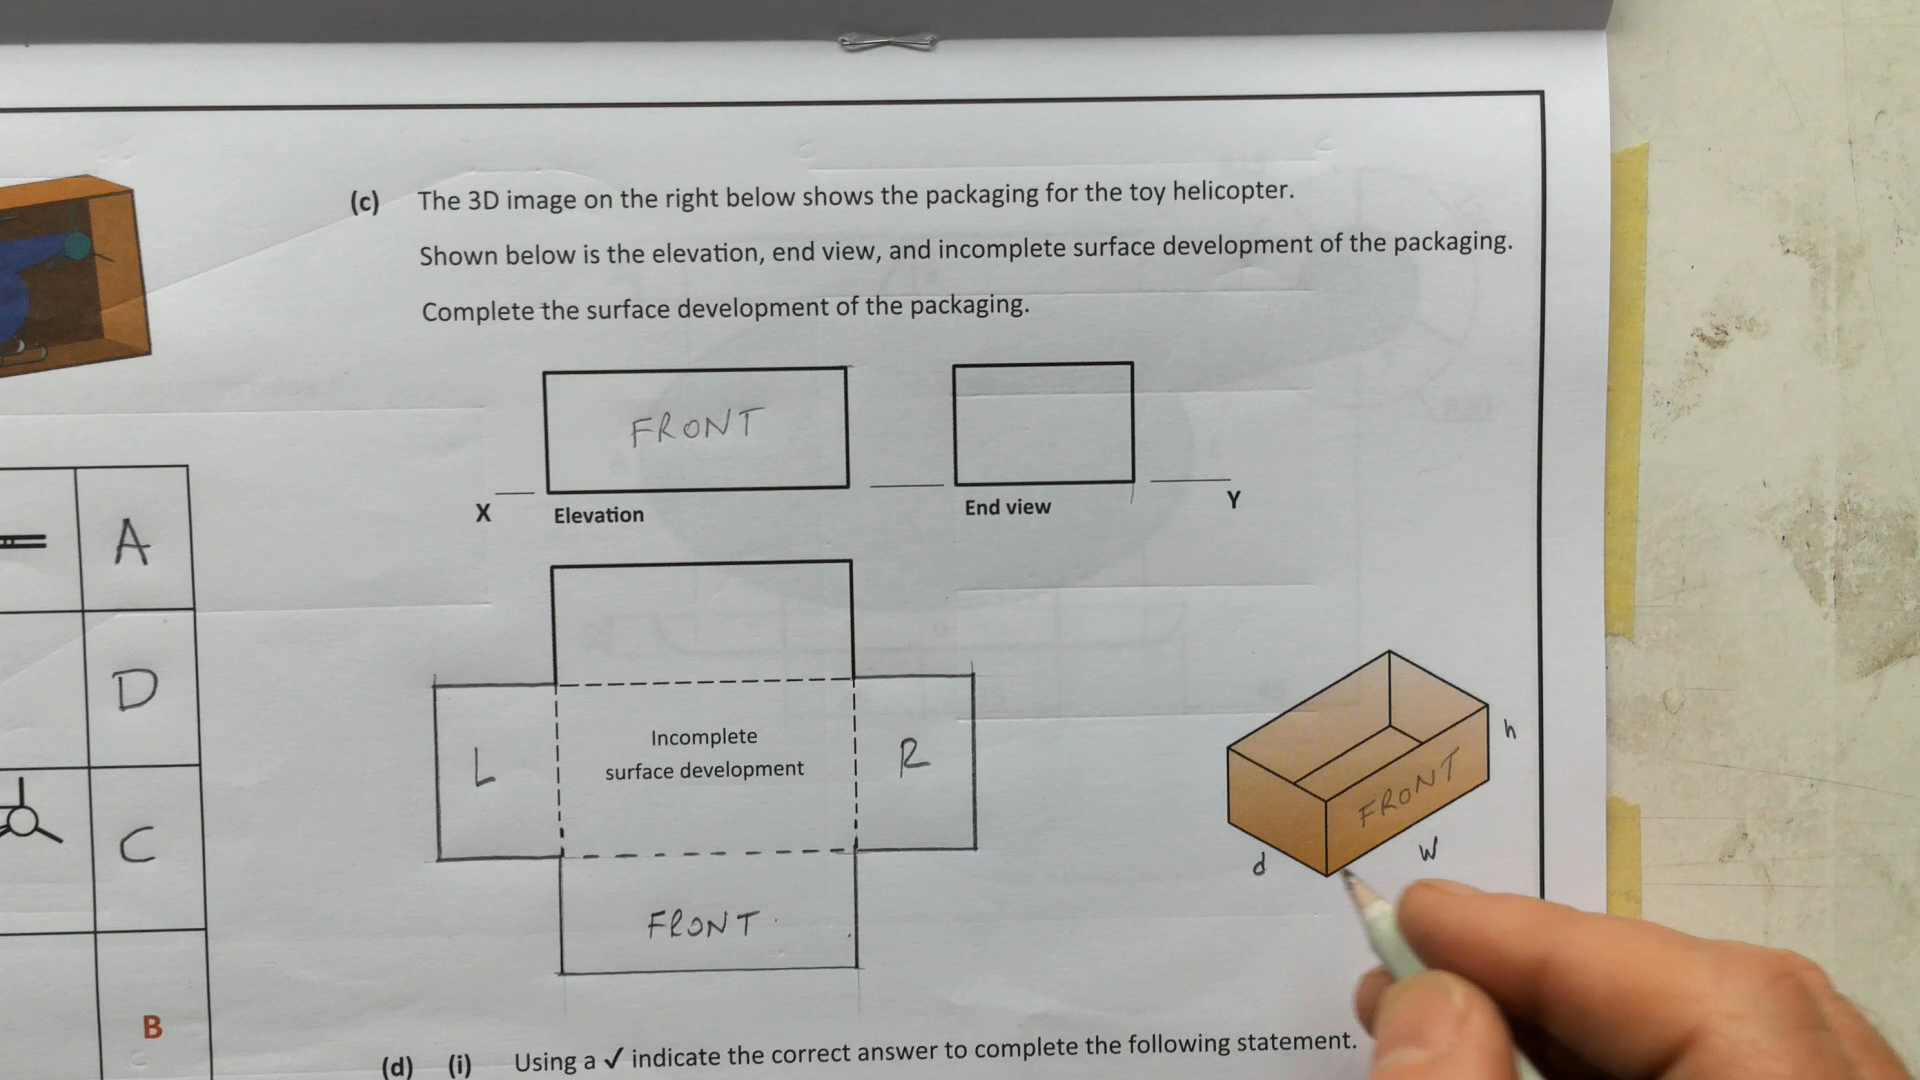 (c) The 3D image on the right below shows the packaging for the toy helicopter.
Shown below is the elevation, end view, and incomplete surface development of the packaging.
Complete the surface development of the packaging.
FRONT
X
Elevation
End view
Y
A
D
C
B
Incomplete
surface development
L
R
FRONT
h
FRONT
w
d
(d) (i) Using a ✓ indicate the correct answer to complete the following statement.